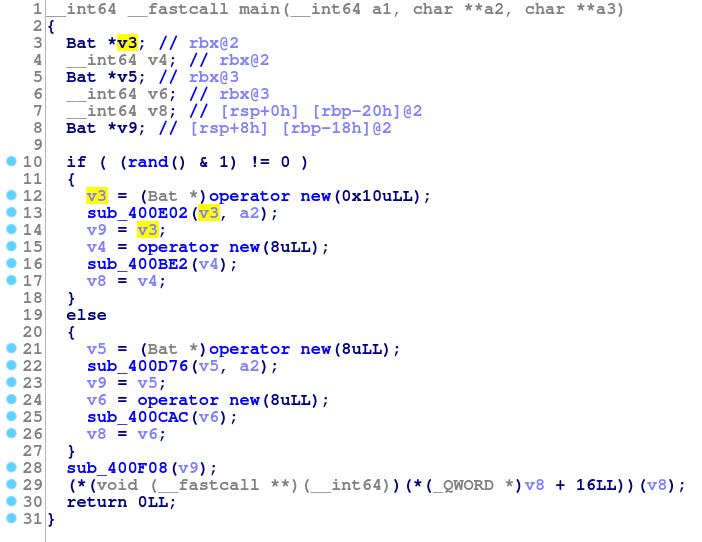 1 __int64 __fastcall main(__int64 a1, char **a2, char **a3)
2 {
3   Bat *v3; // rbx@2
4   __int64 v4; // rbx@2
5   Bat *v5; // rbx@3
6   __int64 v6; // rbx@3
7   __int64 v8; // [rsp+0h] [rbp-20h]@2
8   Bat *v9; // [rsp+8h] [rbp-18h]@2
9
10   if ( (rand() & 1) != 0 )
11   {
12     v3 = (Bat *)operator new(0x10uLL);
13     sub_400E02(v3, a2);
14     v9 = v3;
15     v4 = operator new(8uLL);
16     sub_400BE2(v4);
17     v8 = v4;
18   }
19   else
20   {
21     v5 = (Bat *)operator new(8uLL);
22     sub_400D76(v5, a2);
23     v9 = v5;
24     v6 = operator new(8uLL);
25     sub_400CAC(v6);
26     v8 = v6;
27   }
28   sub_400F08(v9);
29   (*(void (__fastcall **)(__int64))(*(_QWORD *)v8 + 16LL))(v8);
30   return 0LL;
31 }